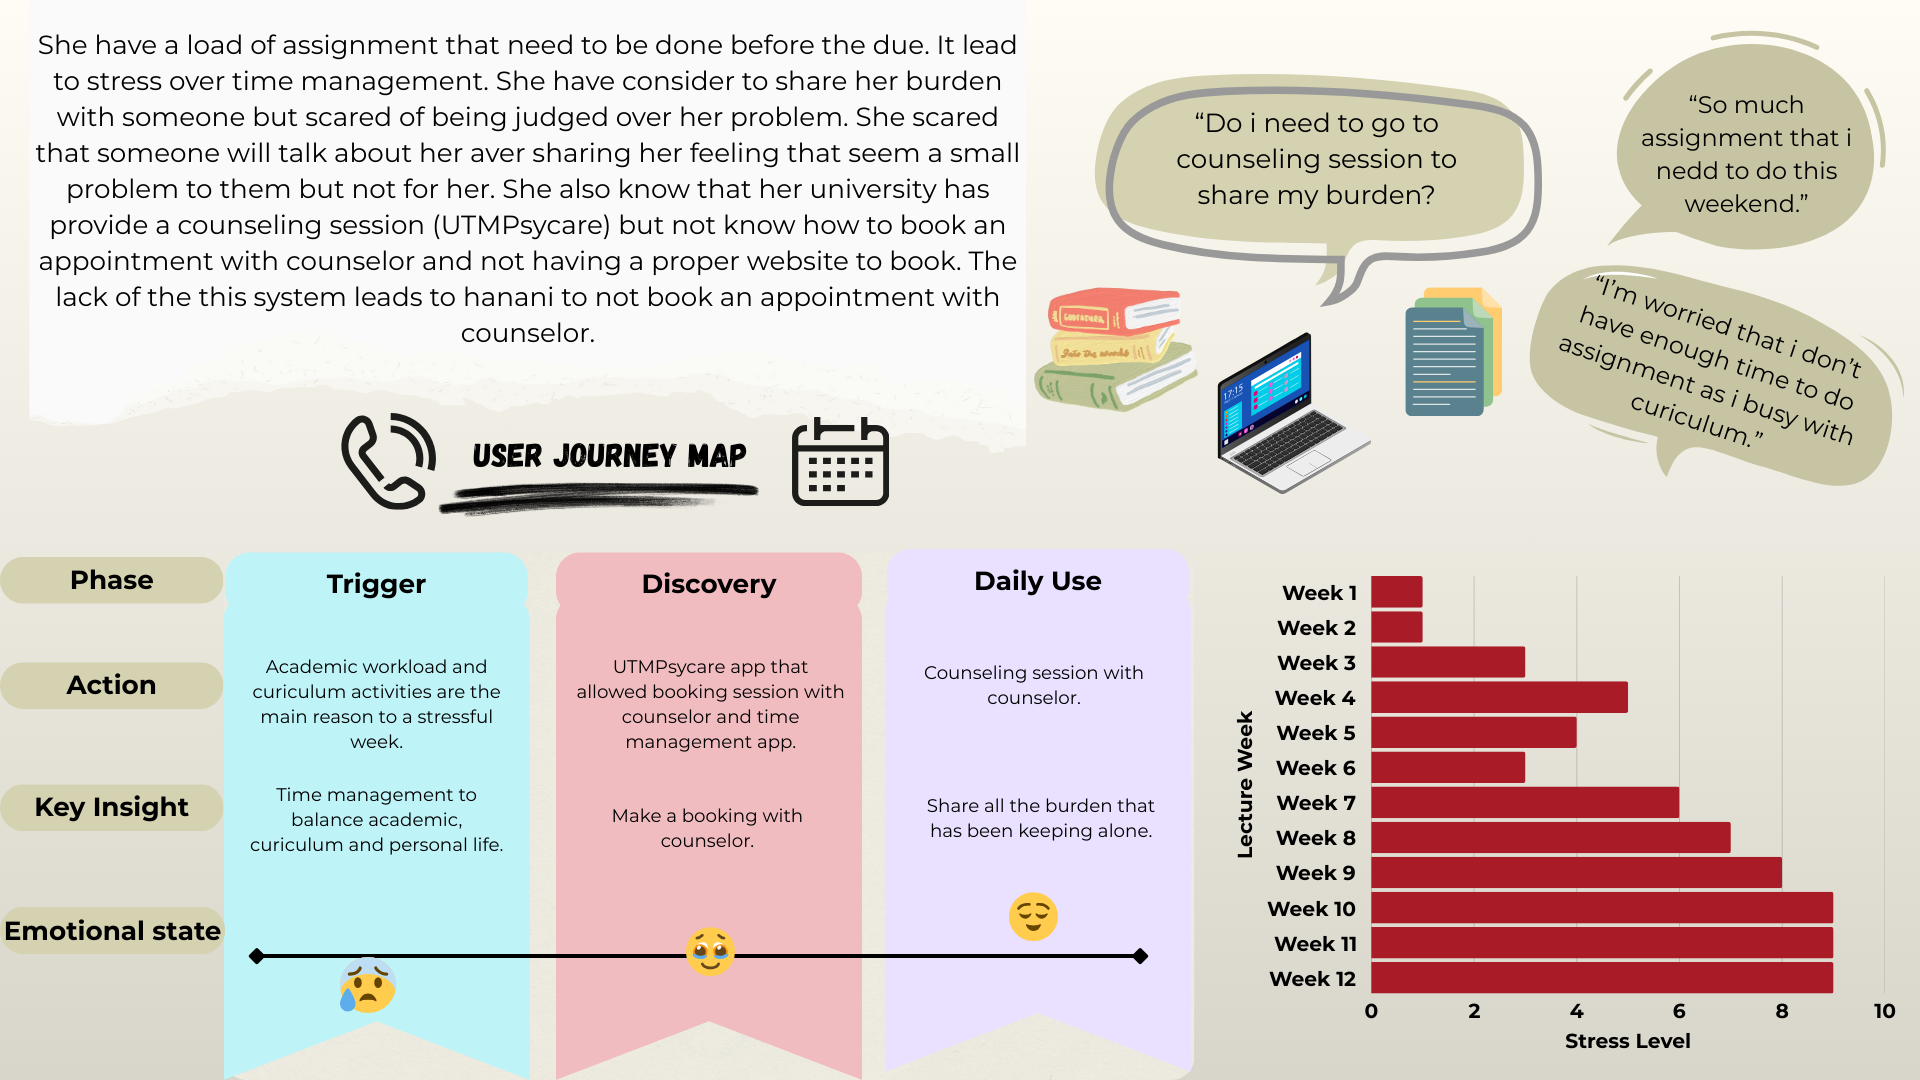 She have a load of assignment that need to be done before the due. It lead
to stress over time management. She have consider to share her burden
with someone but scared of being judged over her problem. She scared
that someone will talk about her aver sharing her feeling that seem a small
problem to them but not for her. She also know that her university has
provide a counseling session (UTMPsycare) but not know how to book an
appointment with counselor and not having a proper website to book. The
lack of the this system leads to hanani to not book an appointment with
counselor.
“Do i need to go to
counseling session to
share my burden?
“So much
assignment that i
nedd to do this
weekend.”
“I’m worried that i don’t
have enough time to do
assignment as i busy with
curiculum.”
Into the woods
17:15
USER JOURNEY MAP
Phase
Trigger
Discovery
Daily Use
Action
Academic workload and
curiculum activities are the
main reason to a stressful
week.
UTMPsycare app that
allowed booking session with
counselor and time
management app.
Counseling session with
counselor.
Key Insight
Time management to
balance academic,
curiculum and personal life.
Make a booking with
counselor.
Share all the burden that
has been keeping alone.
Emotional state
Lecture Week
Week 1
Week 2
Week 3
Week 4
Week 5
Week 6
Week 7
Week 8
Week 9
Week 10
Week 11
Week 12
0 2 4 6 8 10
Stress Level